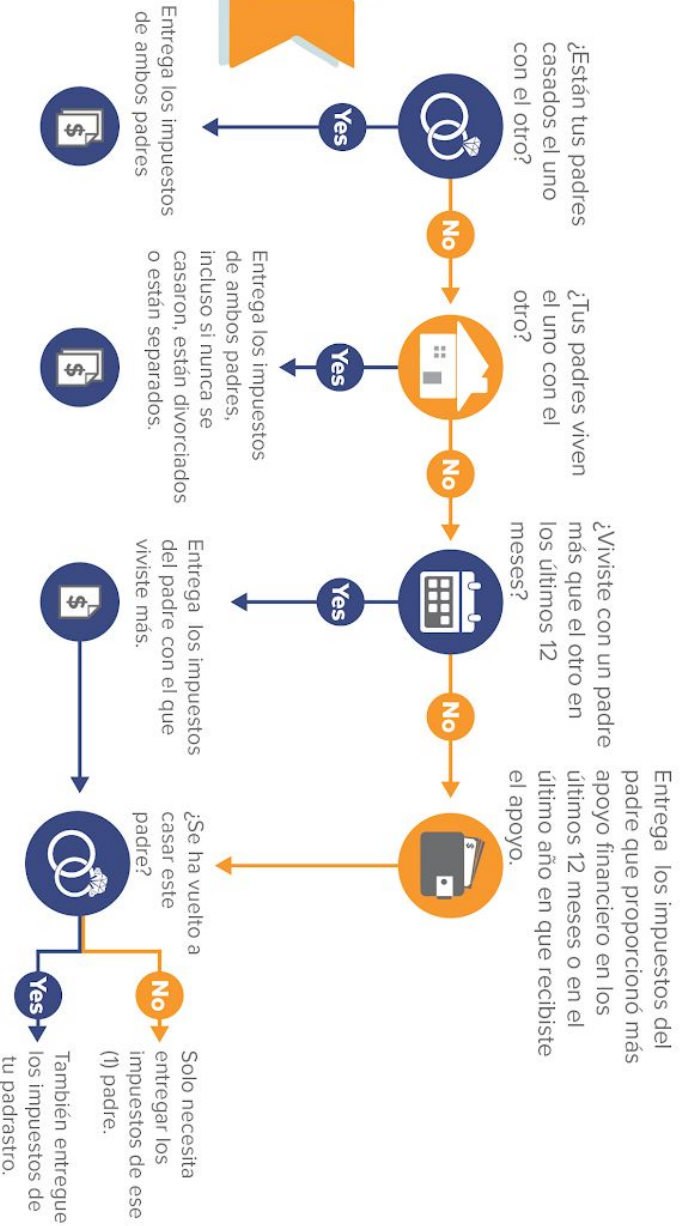 ¿Están tus padres
casados el uno
con el otro?
Yes
Entrega los impuestos
de ambos padres
No
¿Tus padres viven
el uno con el
otro?
Yes
Entrega los impuestos
de ambos padres,
incluso si nunca se
casaron, están divorciados
o están separados.
No
¿Viviste con un padre
más que el otro en
los últimos 12
meses?
Yes
Entrega los impuestos
del padre con el que
viviste más.
No
Entrega los impuestos del
padre que proporcionó más
apoyo financiero en los
últimos 12 meses o en el
último año en que recibiste
el apoyo.
¿Se ha vuelto a
casar este
padre?
No
Solo necesita
entregar los
impuestos de ese
(1) padre.
Yes
También entregue
los impuestos de
tu padrastro.